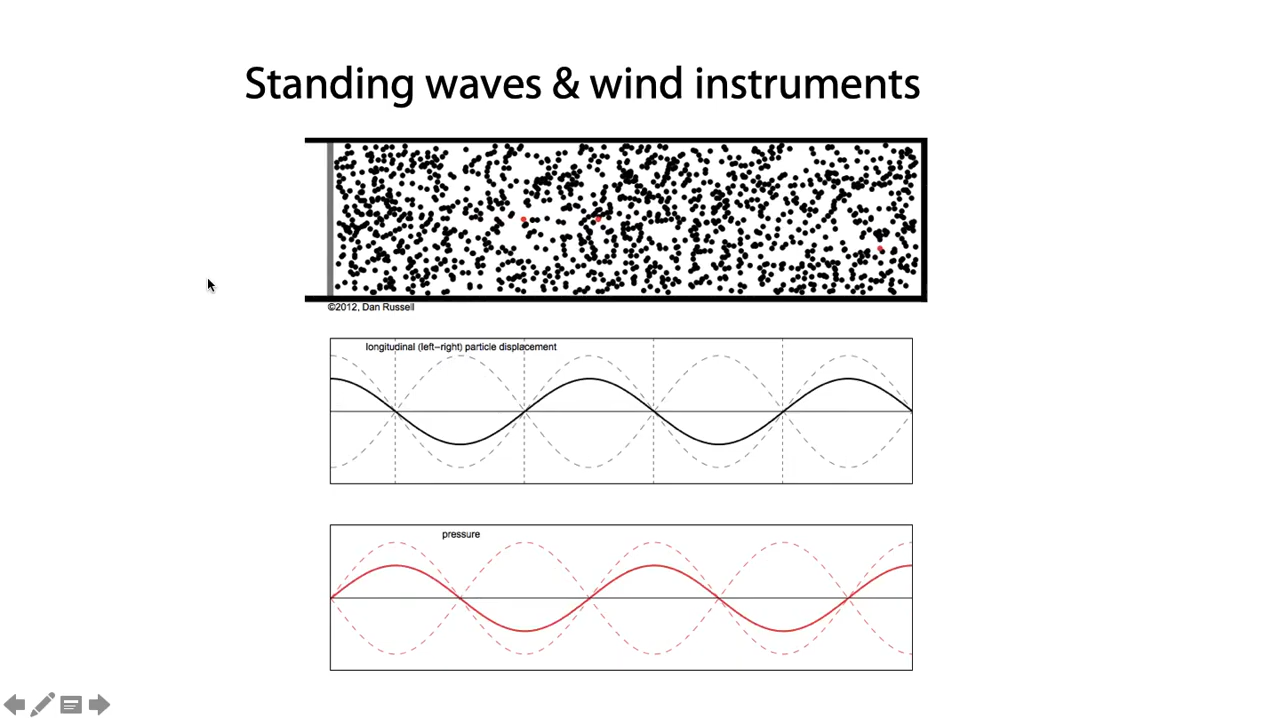 Standing waves & wind instruments
©2012, Dan Russell
longitudinal (left–right) particle displacement
pressure